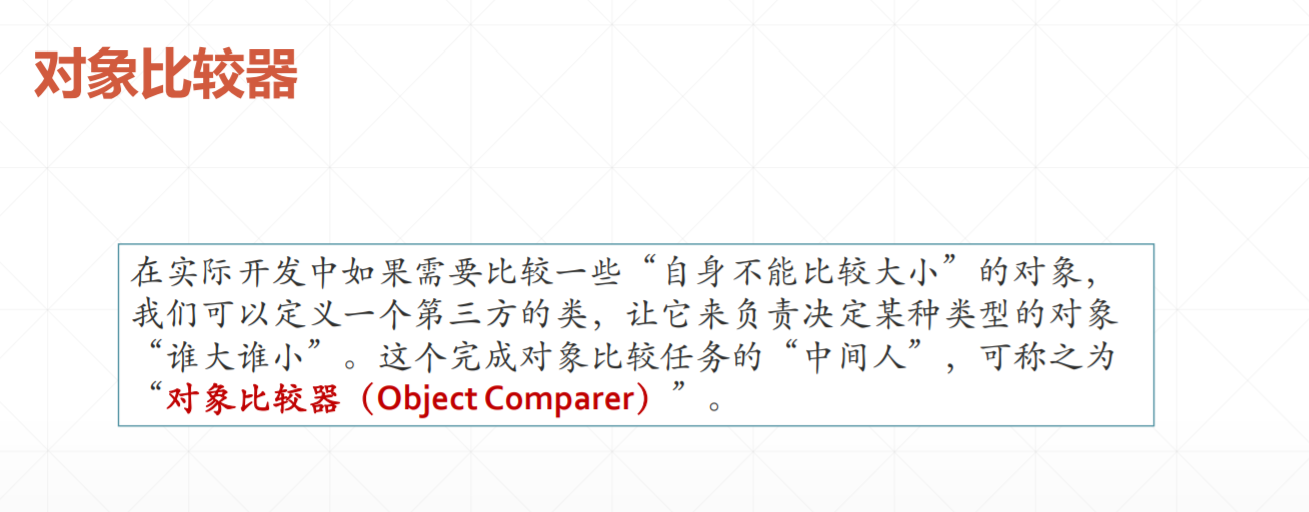 对象比较器
在实际开发中如果需要比较一些“自身不能比较大小”的对象，
我们可以定义一个第三方的类，让它来负责决定某种类型的对象
“谁大谁小”。这个完成对象比较任务的“中间人”，可称之为
“对象比较器（Object Comparer）”。